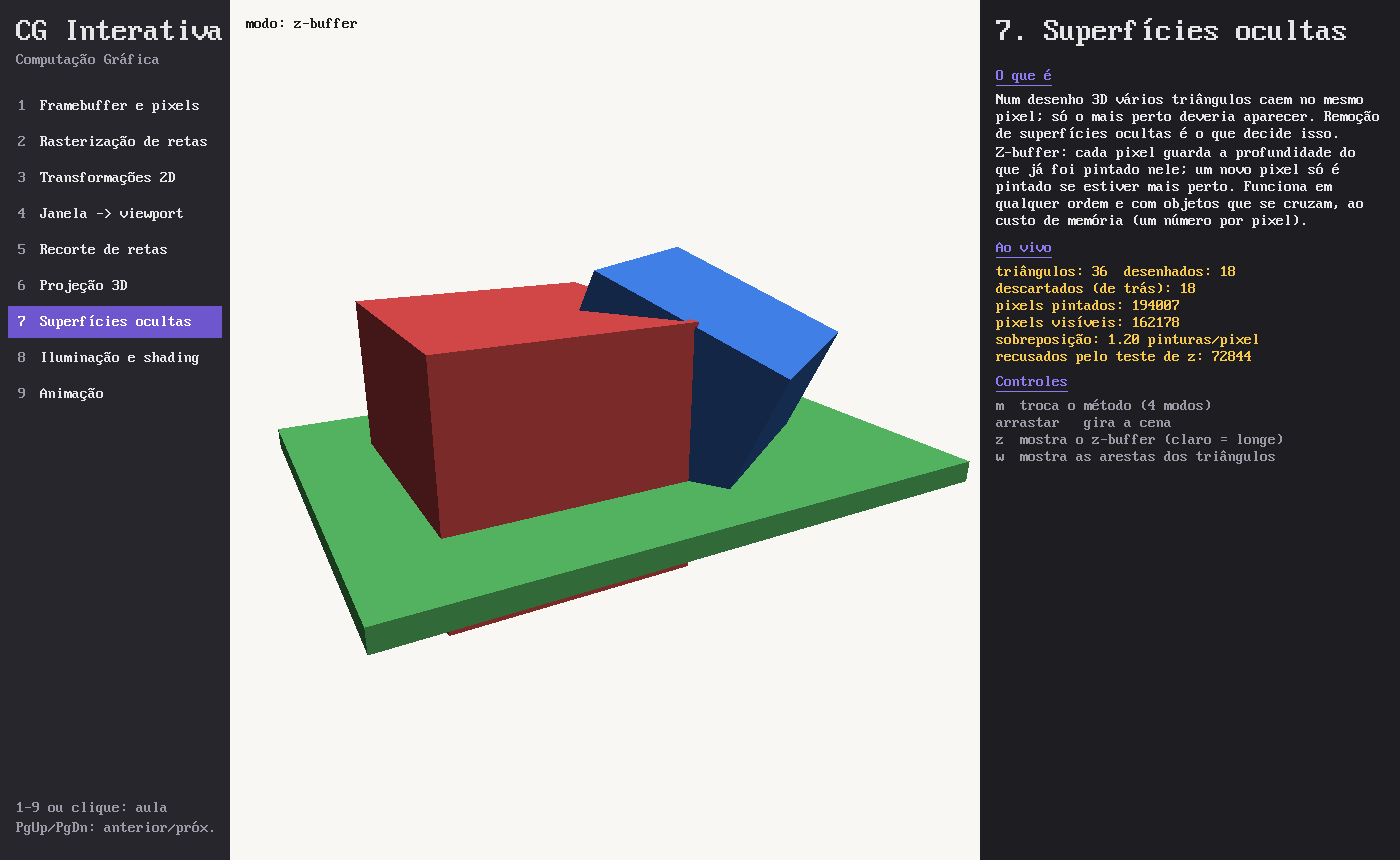 CG Interativa
Computação Gráfica
1 Framebuffer e pixels
2 Rasterização de retas
3 Transformações 2D
4 Janela -> viewport
5 Recorte de retas
6 Projeção 3D
7 Superfícies ocultas
8 Iluminação e shading
9 Animação
1-9 ou clique: aula
PgUp/PgDn: anterior/próx.
modo: z-buffer
7. Superfícies ocultas
O que é
Num desenho 3D vários triângulos caem no mesmo
pixel; só o mais perto deveria aparecer. Remoção
de superfícies ocultas é o que decide isso.
Z-buffer: cada pixel guarda a profundidade do
que já foi pintado nele; um novo pixel só é
pintado se estiver mais perto. Funciona em
qualquer ordem e com objetos que se cruzam, ao
custo de memória (um número por pixel).
Ao vivo
triângulos: 36  desenhados: 18
descartados (de trás): 18
pixels pintados: 194007
pixels visíveis: 162178
sobreposição: 1.20 pinturas/pixel
recusados pelo teste de z: 72844
Controles
m  troca o método (4 modos)
arrastar   gira a cena
z  mostra o z-buffer (claro = longe)
w  mostra as arestas dos triângulos